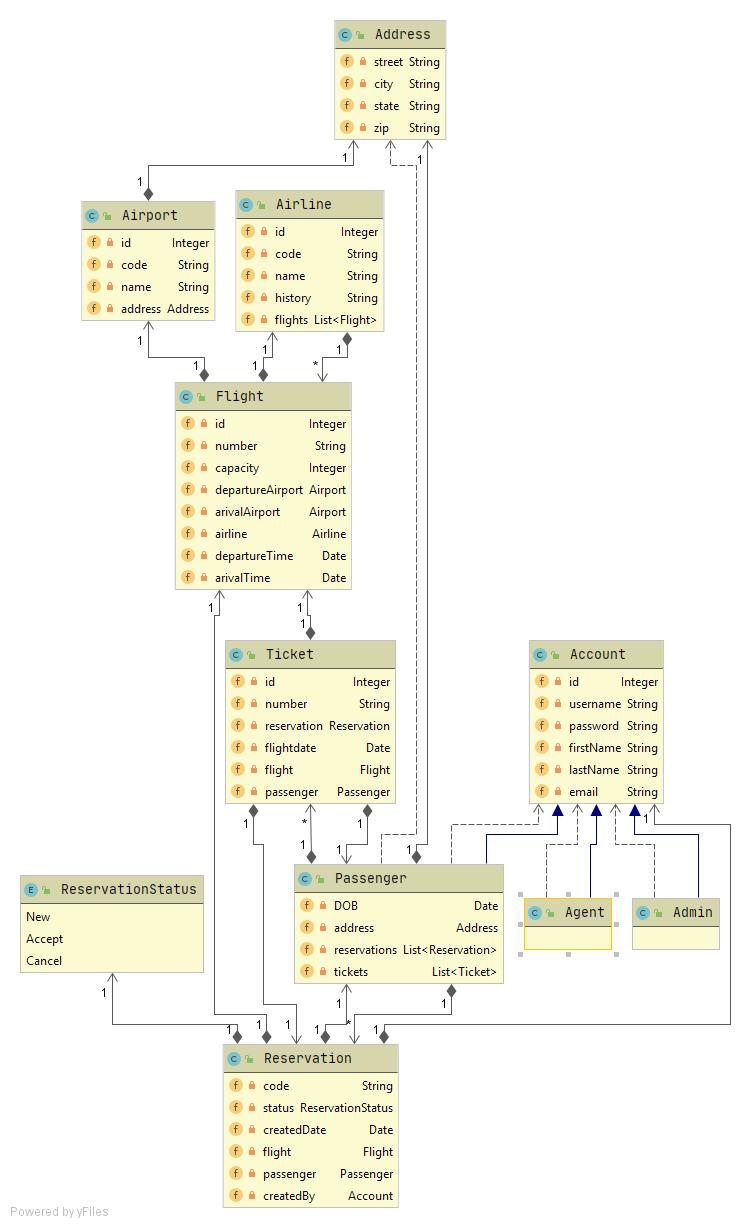 Address
street String
city String
state String
zip String
1
1
1
Airport
id Integer
code String
name String
address Address
Airline
id Integer
code String
name String
history String
flights List<Flight>
1
1
1
1
1
*
Flight
id Integer
number String
capacity Integer
departureAirport Airport
arivalAirport Airport
airline Airline
departureTime Date
arivalTime Date
1
1
1
Ticket
id Integer
number String
reservation Reservation
flightdate Date
flight Flight
passenger Passenger
Account
id Integer
username String
password String
firstName String
lastName String
email String
1
*
1
1
1
1
1
ReservationStatus
New
Accept
Cancel
Passenger
DOB Date
address Address
reservations List<Reservation>
tickets List<Ticket>
Agent
Admin
1
1
1
1
1
1
1
*
1
Reservation
code String
status ReservationStatus
createdDate Date
flight Flight
passenger Passenger
createdBy Account
Powered by yFiles